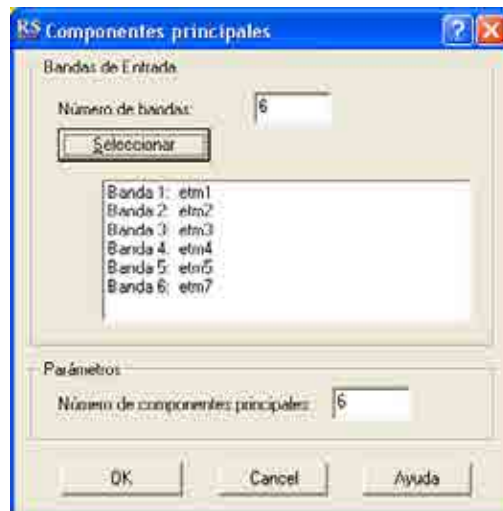 RS Componentes principales
Bandas de Entrada
Número de bandas: 6
Seleccionar
Banda 1: etm1
Banda 2: etm2
Banda 3: etm3
Banda 4: etm4
Banda 5: etm5
Banda 6: etm7
Parámetros
Número de componentes principales: 6
OK Cancel Ayuda